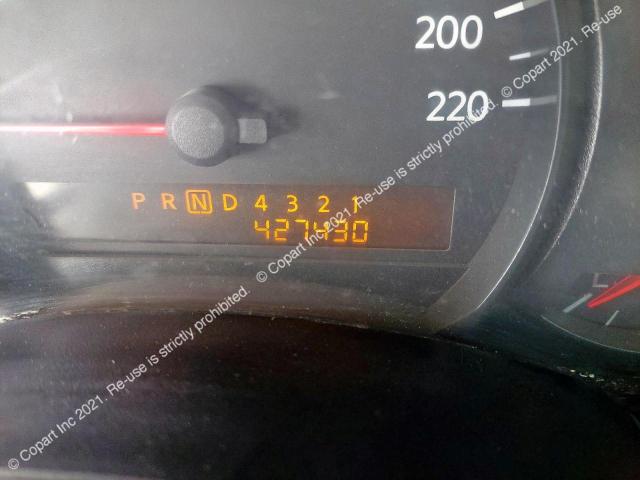 200
220
P R N D 4 3 2 1
427430
© Copart Inc 2021. Re-use is strictly prohibited.
© Copart Inc 2021. Re-use is strictly prohibited.
© Copart 2021. Re-use